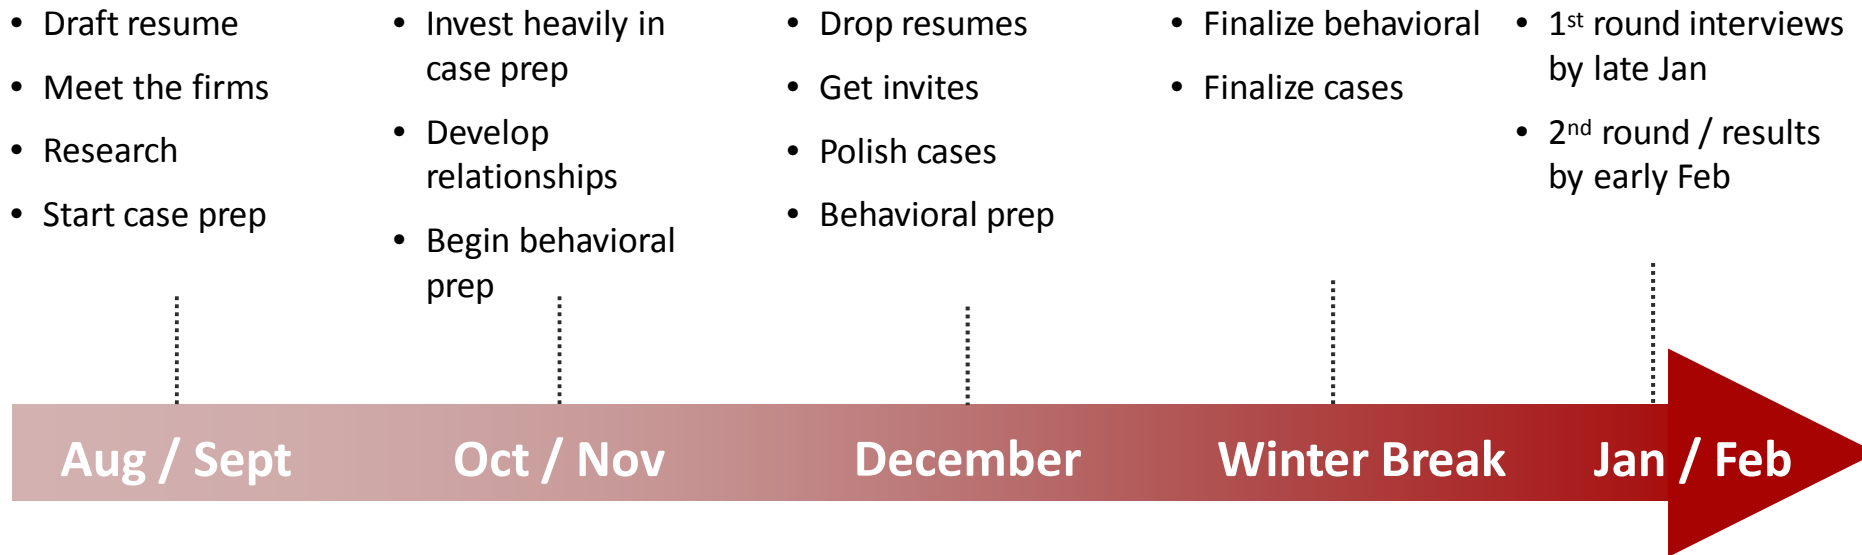 • Draft resume
• Meet the firms
• Research
• Start case prep
• Invest heavily in
case prep
• Develop
relationships
• Begin behavioral
prep
• Drop resumes
• Get invites
• Polish cases
• Behavioral prep
• Finalize behavioral
• Finalize cases
• 1st round interviews
by late Jan
• 2nd round / results
by early Feb
Aug / Sept
Oct / Nov
December
Winter Break
Jan / Feb